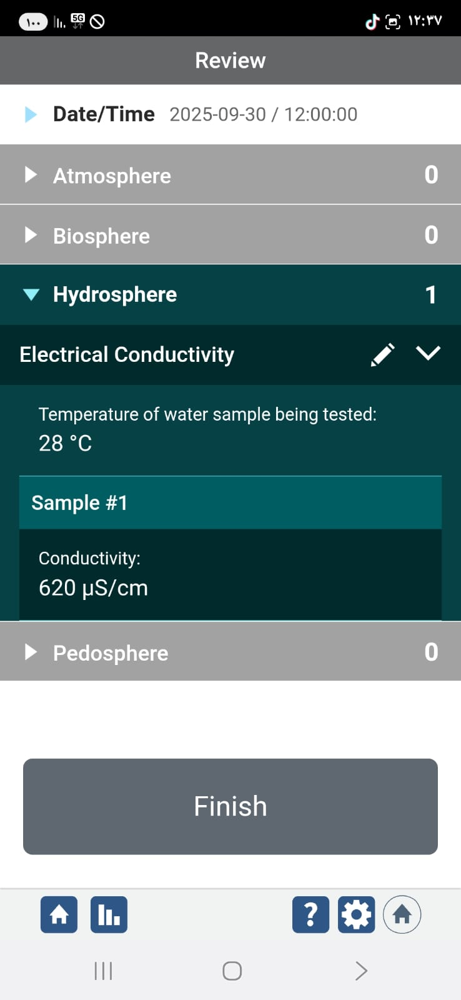 ١٠٠ 5G ١٢:٣٧
Review
Date/Time 2025-09-30 / 12:00:00
Atmosphere 0
Biosphere 0
Hydrosphere 1
Electrical Conductivity
Temperature of water sample being tested:
28 °C
Sample #1
Conductivity:
620 µS/cm
Pedosphere 0
Finish
?